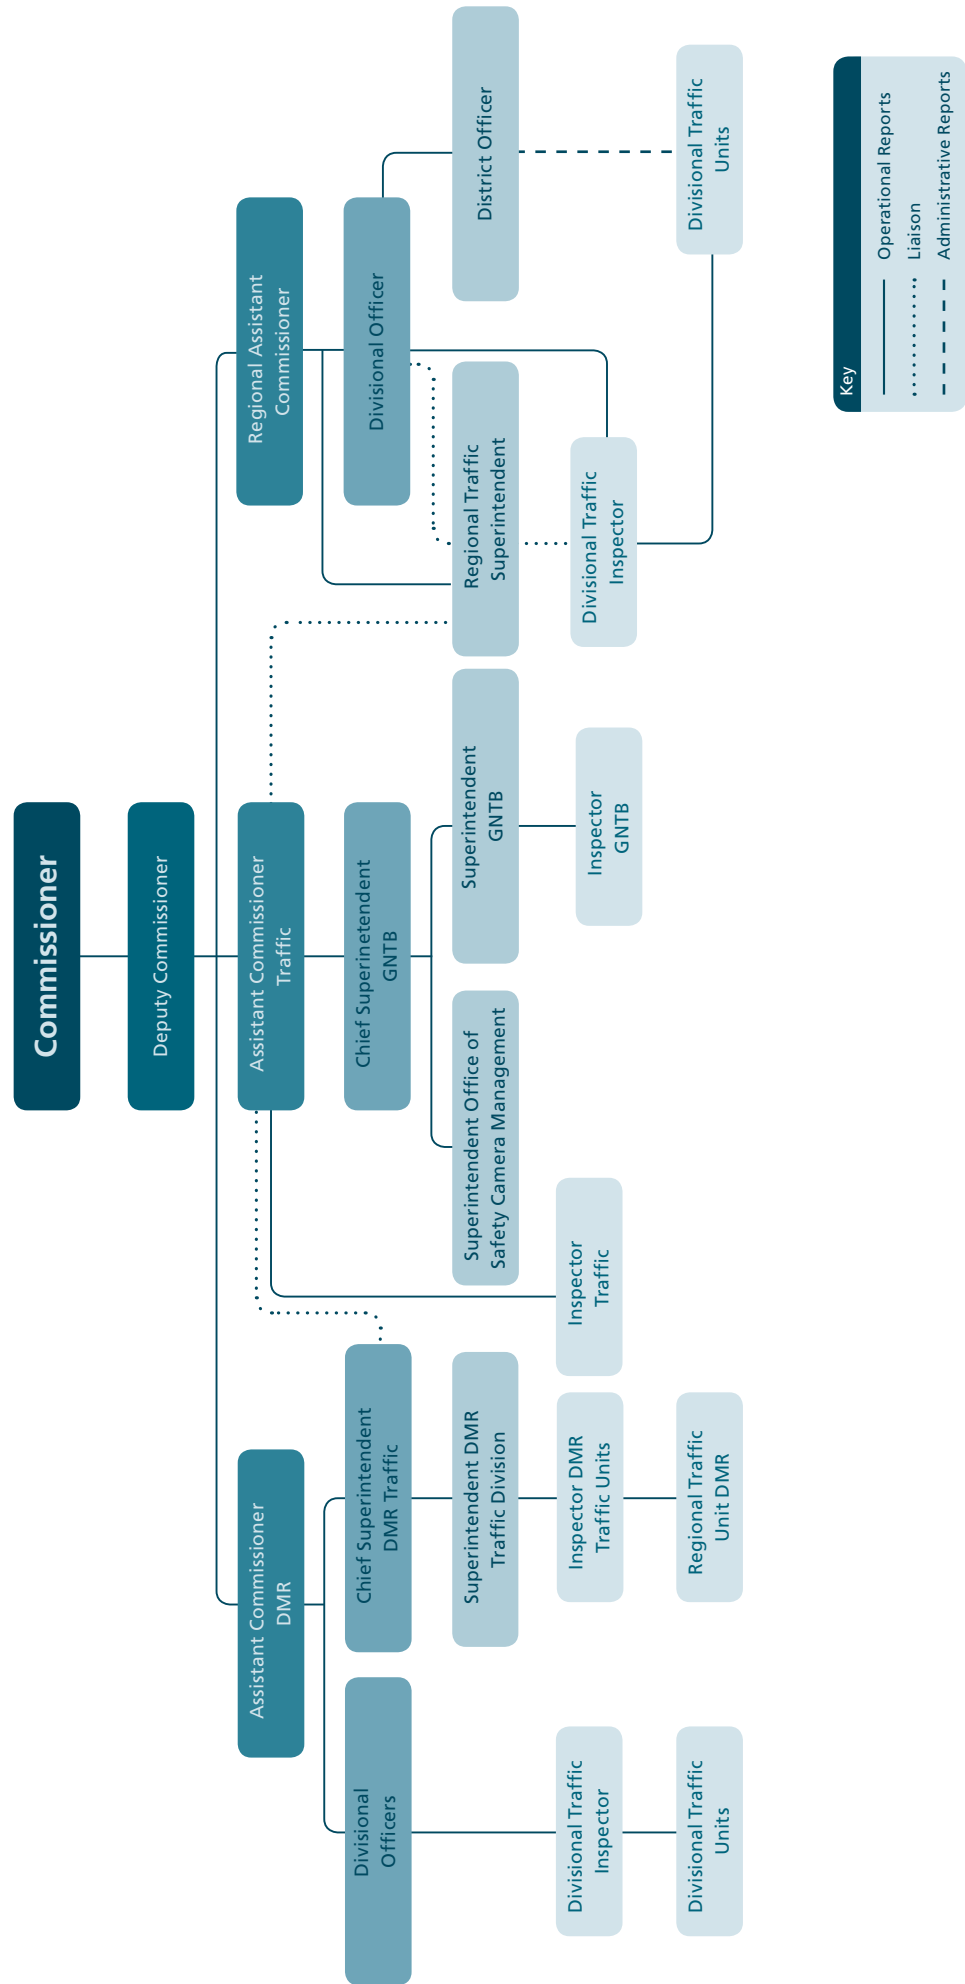 Commissioner
Deputy Commissioner
Assistant Commissioner
DMR
Assistant Commissioner
Traffic
Regional Assistant
Commissioner
Divisional
Officers
Chief Superintendent
DMR Traffic
Chief Superinetendent
GNTB
Divisional Officer
Superintendent DMR
Traffic Division
Superintendent Office of
Safety Camera Management
Superintendent
GNTB
Regional Traffic
Superintendent
District Officer
Divisional Traffic
Inspector
Inspector DMR
Traffic Units
Inspector
Traffic
Inspector
GNTB
Divisional Traffic
Inspector
Divisional Traffic
Units
Regional Traffic
Unit DMR
Divisional Traffic
Units
Key
Operational Reports
Liaison
Administrative Reports